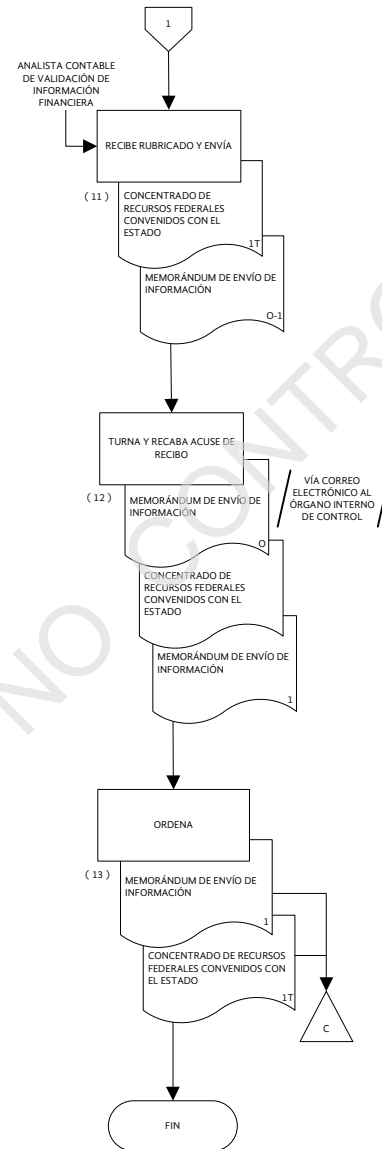 1
ANALISTA CONTABLE
DE VALIDACIÓN DE
INFORMACIÓN
FINANCIERA
RECIBE RUBRICADO Y ENVÍA
( 11 )
CONCENTRADO DE
RECURSOS FEDERALES
CONVENIDOS CON EL
ESTADO
1T
MEMORÁNDUM DE ENVÍO DE
INFORMACIÓN
O-1
TURNA Y RECABA ACUSE DE
RECIBO
( 12 )
MEMORÁNDUM DE ENVÍO DE
INFORMACIÓN
O
VÍA CORREO
ELECTRÓNICO AL
ÓRGANO INTERNO
DE CONTROL
CONCENTRADO DE
RECURSOS FEDERALES
CONVENIDOS CON EL
ESTADO
MEMORÁNDUM DE ENVÍO DE
INFORMACIÓN
1
ORDENA
( 13 )
MEMORÁNDUM DE ENVÍO DE
INFORMACIÓN
1
CONCENTRADO DE RECURSOS
FEDERALES CONVENIDOS CON
EL ESTADO
1T
C
FIN
NO CONTRO